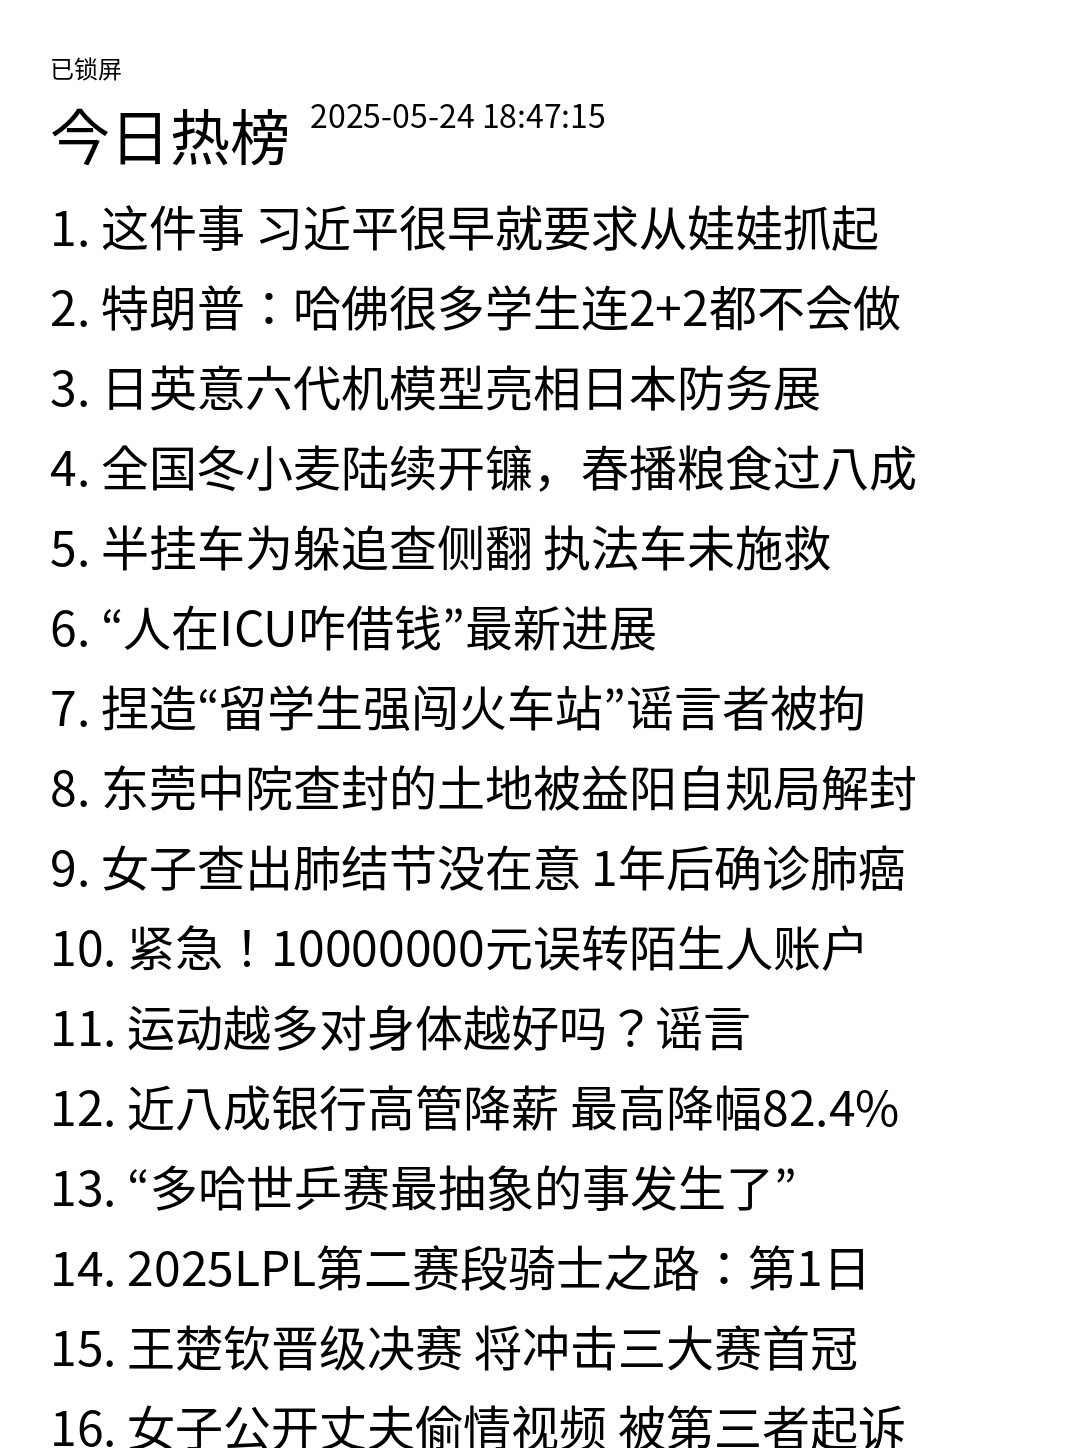 已锁屏
今日热榜 2025-05-24 18:47:15
1. 这件事 习近平很早就要求从娃娃抓起
2. 特朗普：哈佛很多学生连2+2都不会做
3. 日英意六代机模型亮相日本防务展
4. 全国冬小麦陆续开镰，春播粮食过八成
5. 半挂车为躲追查侧翻 执法车未施救
6. “人在ICU咋借钱”最新进展
7. 捏造“留学生强闯火车站”谣言者被拘
8. 东莞中院查封的土地被益阳自规局解封
9. 女子查出肺结节没在意 1年后确诊肺癌
10. 紧急！10000000元误转陌生人账户
11. 运动越多对身体越好吗？谣言
12. 近八成银行高管降薪 最高降幅82.4%
13. “多哈世乒赛最抽象的事发生了”
14. 2025LPL第二赛段骑士之路：第1日
15. 王楚钦晋级决赛 将冲击三大赛首冠
16. 女子公开丈夫偷情视频 被第三者起诉